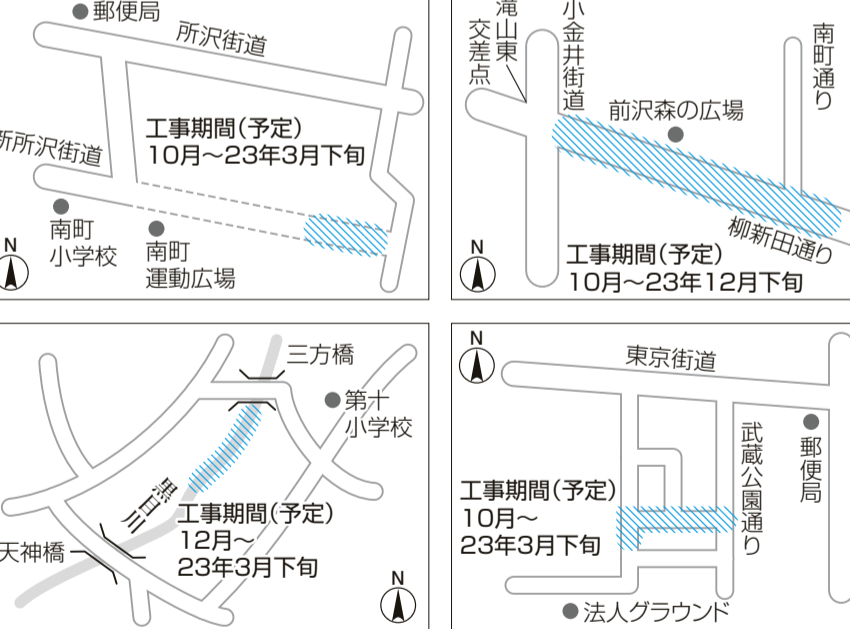 郵便局
所沢街道
工事期間（予定）
10月～23年3月下旬
新所沢街道
南町
小学校
南町
運動広場
N
滝山東
交差点
小金井街道
南町通り
前沢森の広場
柳新田通り
工事期間（予定）
10月～23年12月下旬
N
三方橋
第十
小学校
黒目川
工事期間（予定）
12月～
23年3月下旬
天神橋
N
N
東京街道
武蔵公園通り
郵便局
工事期間（予定）
10月～
23年3月下旬
法人グラウンド